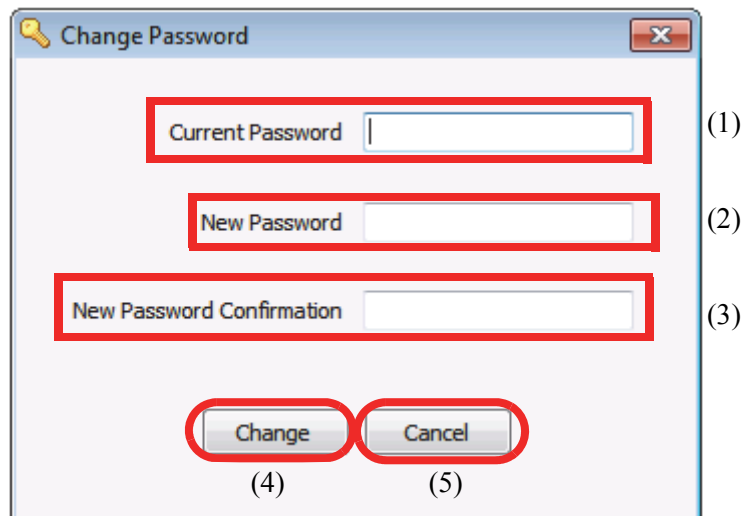 Change Password
Current Password (1)
New Password (2)
New Password Confirmation (3)
Change Cancel
(4) (5)